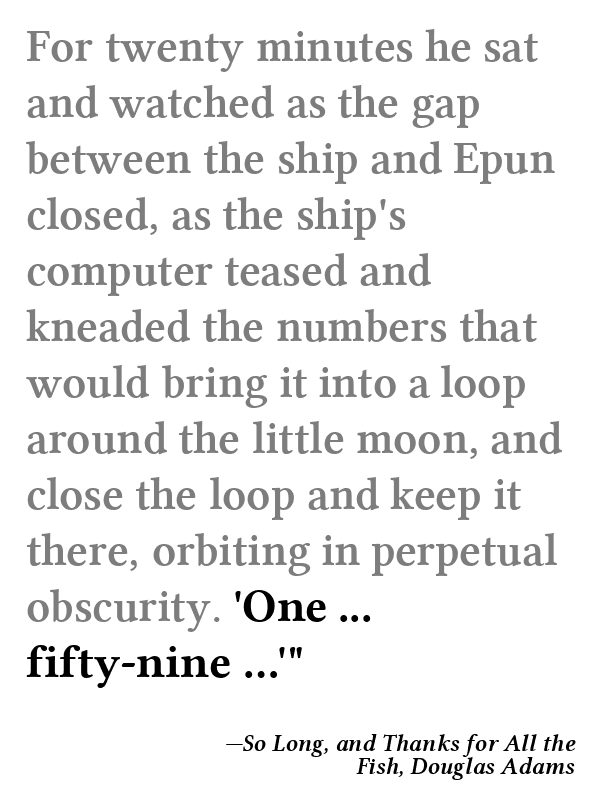 For twenty minutes he sat
and watched as the gap
between the ship and Epun
closed, as the ship's
computer teased and
kneaded the numbers that
would bring it into a loop
around the little moon, and
close the loop and keep it
there, orbiting in perpetual
obscurity. 'One ...
fifty-nine ...'"
—So Long, and Thanks for All the
Fish, Douglas Adams